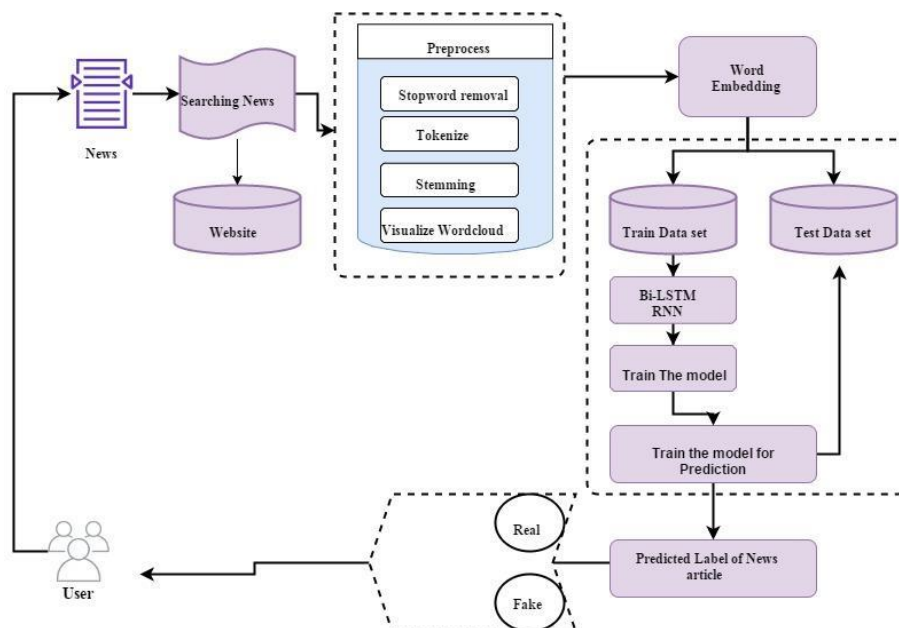 News
Searching News
Website
Preprocess
Stopword removal
Tokenize
Stemming
Visualize Wordcloud
Word
Embedding
Train Data set
Test Data set
Bi-LSTM
RNN
Train The model
Train the model for
Prediction
Predicted Label of News
article
Real
Fake
User